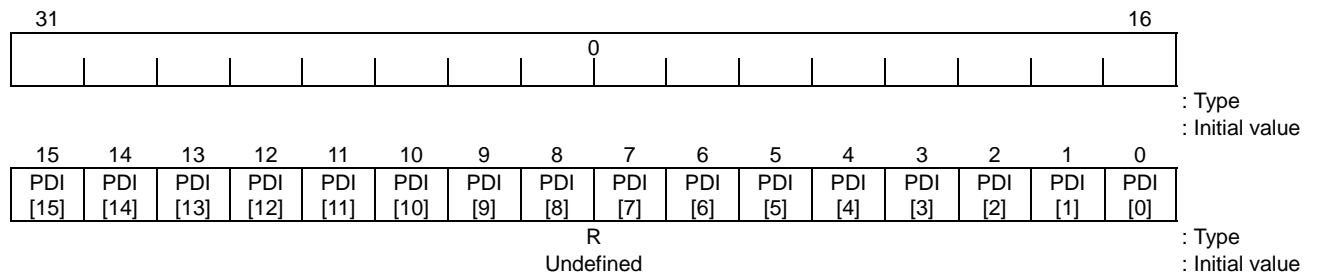 31 16
0
: Type
: Initial value
15 14 13 12 11 10 9 8 7 6 5 4 3 2 1 0
PDI PDI PDI PDI PDI PDI PDI PDI PDI PDI PDI PDI PDI PDI PDI PDI
[15] [14] [13] [12] [11] [10] [9] [8] [7] [6] [5] [4] [3] [2] [1] [0]
R : Type
Undefined : Initial value